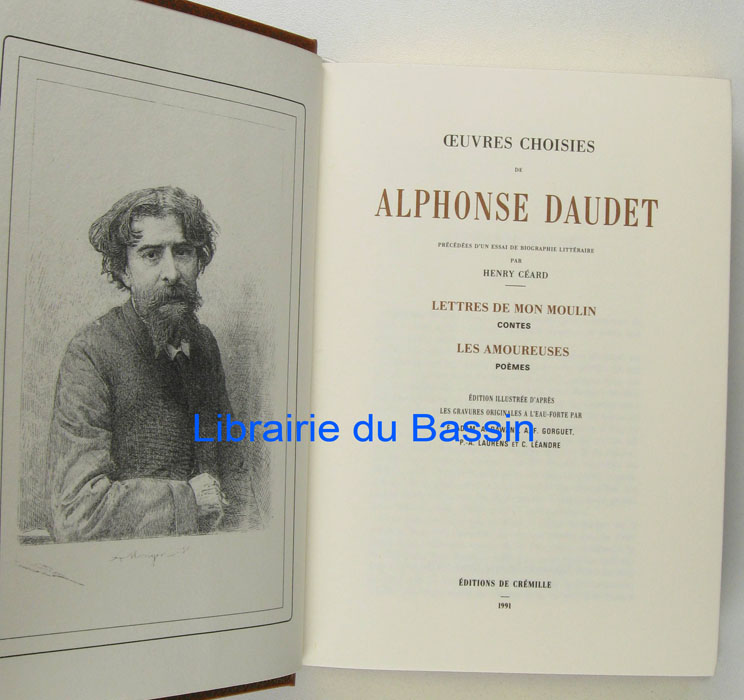 ŒUVRES CHOISIES
DE
ALPHONSE DAUDET
PRÉCÉDÉES D'UN ESSAI DE BIOGRAPHIE LITTÉRAIRE
PAR
HENRY CÉARD
LETTRES DE MON MOULIN
CONTES
LES AMOUREUSES
POÈMES
ÉDITION ILLUSTRÉE D'APRÈS
LES GRAVURES ORIGINALES A L'EAU-FORTE PAR
Librairie du Bassin
F. GORGUET,
P.-A. LAURENS ET C. LÉANDRE
ÉDITIONS DE CRÉMILLE
1991